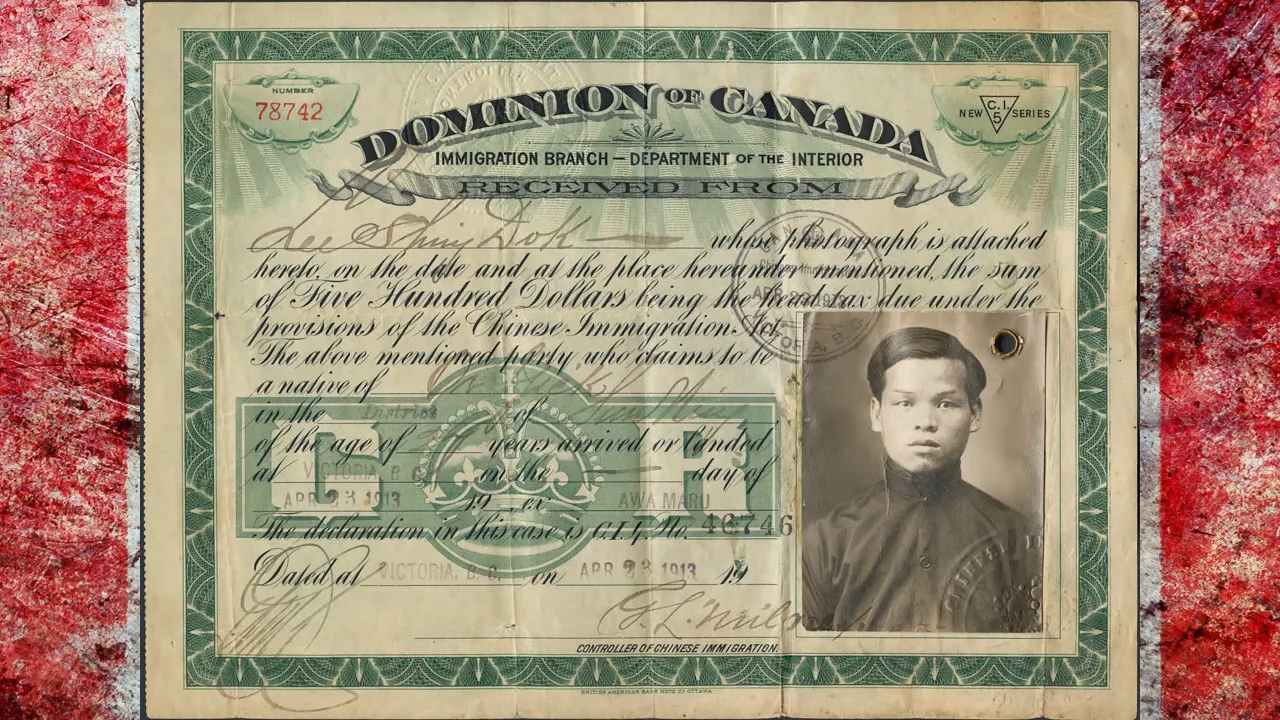 NUMBER
78742
DOMINION OF CANADA
NEW C.I. 5 SERIES
IMMIGRATION BRANCH — DEPARTMENT OF THE INTERIOR
RECEIVED FROM
Lee Shing Dok whose photograph is attached
hereto, on the date and at the place hereunder mentioned, the sum
of Five Hundred Dollars being the head tax due under the
provisions of the Chinese Immigration Act.
The above mentioned party who claims to be
a native of
in the District of
of the age of years arrived or landed
at VICTORIA, B. C. on the day of
APR 23 1913 19 ex AWA MARU
The declaration in this case is C.I.4. No. 46746
Dated at VICTORIA, B. C. on APR 23 1913 19
G. L. Milne
CONTROLLER OF CHINESE IMMIGRATION.
C R
BRITISH AMERICAN BANK NOTE CO OTTAWA